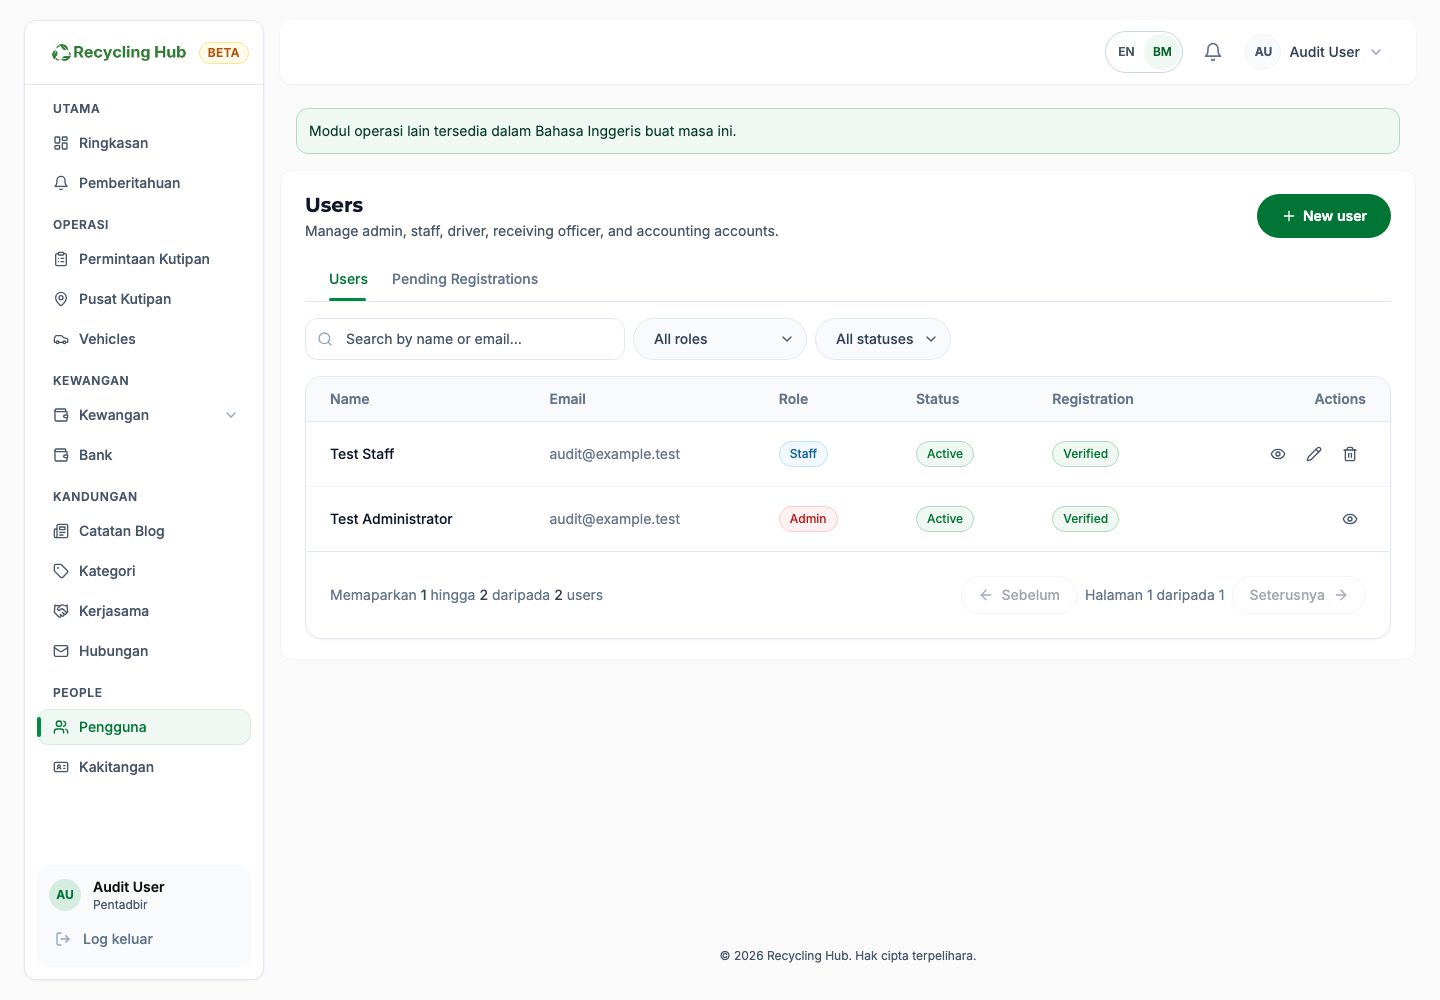 Recycling Hub BETA
UTAMA
Ringkasan
Pemberitahuan
OPERASI
Permintaan Kutipan
Pusat Kutipan
Vehicles
KEWANGAN
Kewangan
Bank
KANDUNGAN
Catatan Blog
Kategori
Kerjasama
Hubungan
PEOPLE
Pengguna
Kakitangan
AU Audit User
Pentadbir
Log keluar
EN BM AU Audit User
Modul operasi lain tersedia dalam Bahasa Inggeris buat masa ini.
Users
Manage admin, staff, driver, receiving officer, and accounting accounts.
New user
Users Pending Registrations
Search by name or email... All roles All statuses
Name Email Role Status Registration Actions
Test Staff audit@example.test Staff Active Verified
Test Administrator audit@example.test Admin Active Verified
Memaparkan 1 hingga 2 daripada 2 users Sebelum Halaman 1 daripada 1 Seterusnya
© 2026 Recycling Hub. Hak cipta terpelihara.